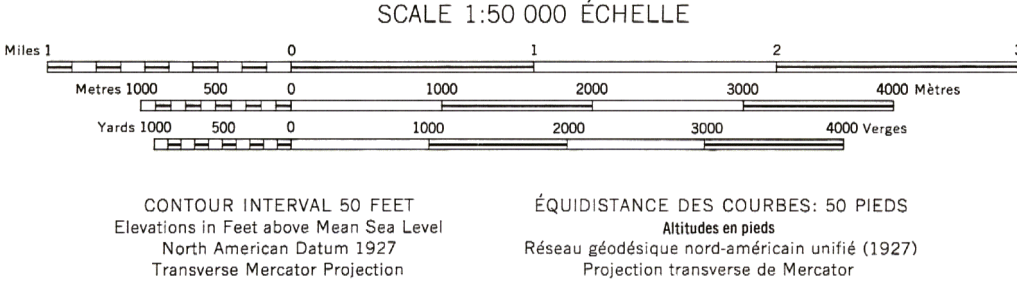 SCALE 1:50 000 ÉCHELLE
Miles 1 0 1 2 3
Metres 1000 500 0 1000 2000 3000 4000 Mètres
Yards 1000 500 0 1000 2000 3000 4000 Verges
CONTOUR INTERVAL 50 FEET
Elevations in Feet above Mean Sea Level
North American Datum 1927
Transverse Mercator Projection
ÉQUIDISTANCE DES COURBES: 50 PIEDS
Altitudes en pieds
Réseau géodésique nord-américain unifié (1927)
Projection transverse de Mercator